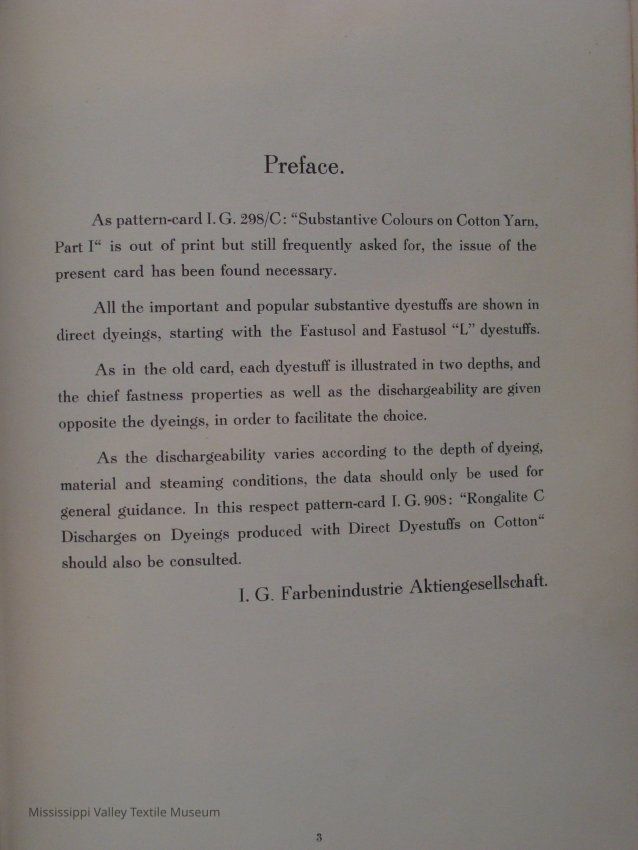 Preface.
As pattern-card I. G. 298/C: “Substantive Colours on Cotton Yarn,
Part I“ is out of print but still frequently asked for, the issue of the
present card has been found necessary.
All the important and popular substantive dyestuffs are shown in
direct dyeings, starting with the Fastusol and Fastusol “L” dyestuffs.
As in the old card, each dyestuff is illustrated in two depths, and
the chief fastness properties as well as the dischargeability are given
opposite the dyeings, in order to facilitate the choice.
As the dischargeability varies according to the depth of dyeing,
material and steaming conditions, the data should only be used for
general guidance. In this respect pattern-card I. G. 908: “Rongalite C
Discharges on Dyeings produced with Direct Dyestuffs on Cotton“
should also be consulted.
I. G. Farbenindustrie Aktiengesellschaft.
Mississippi Valley Textile Museum
3